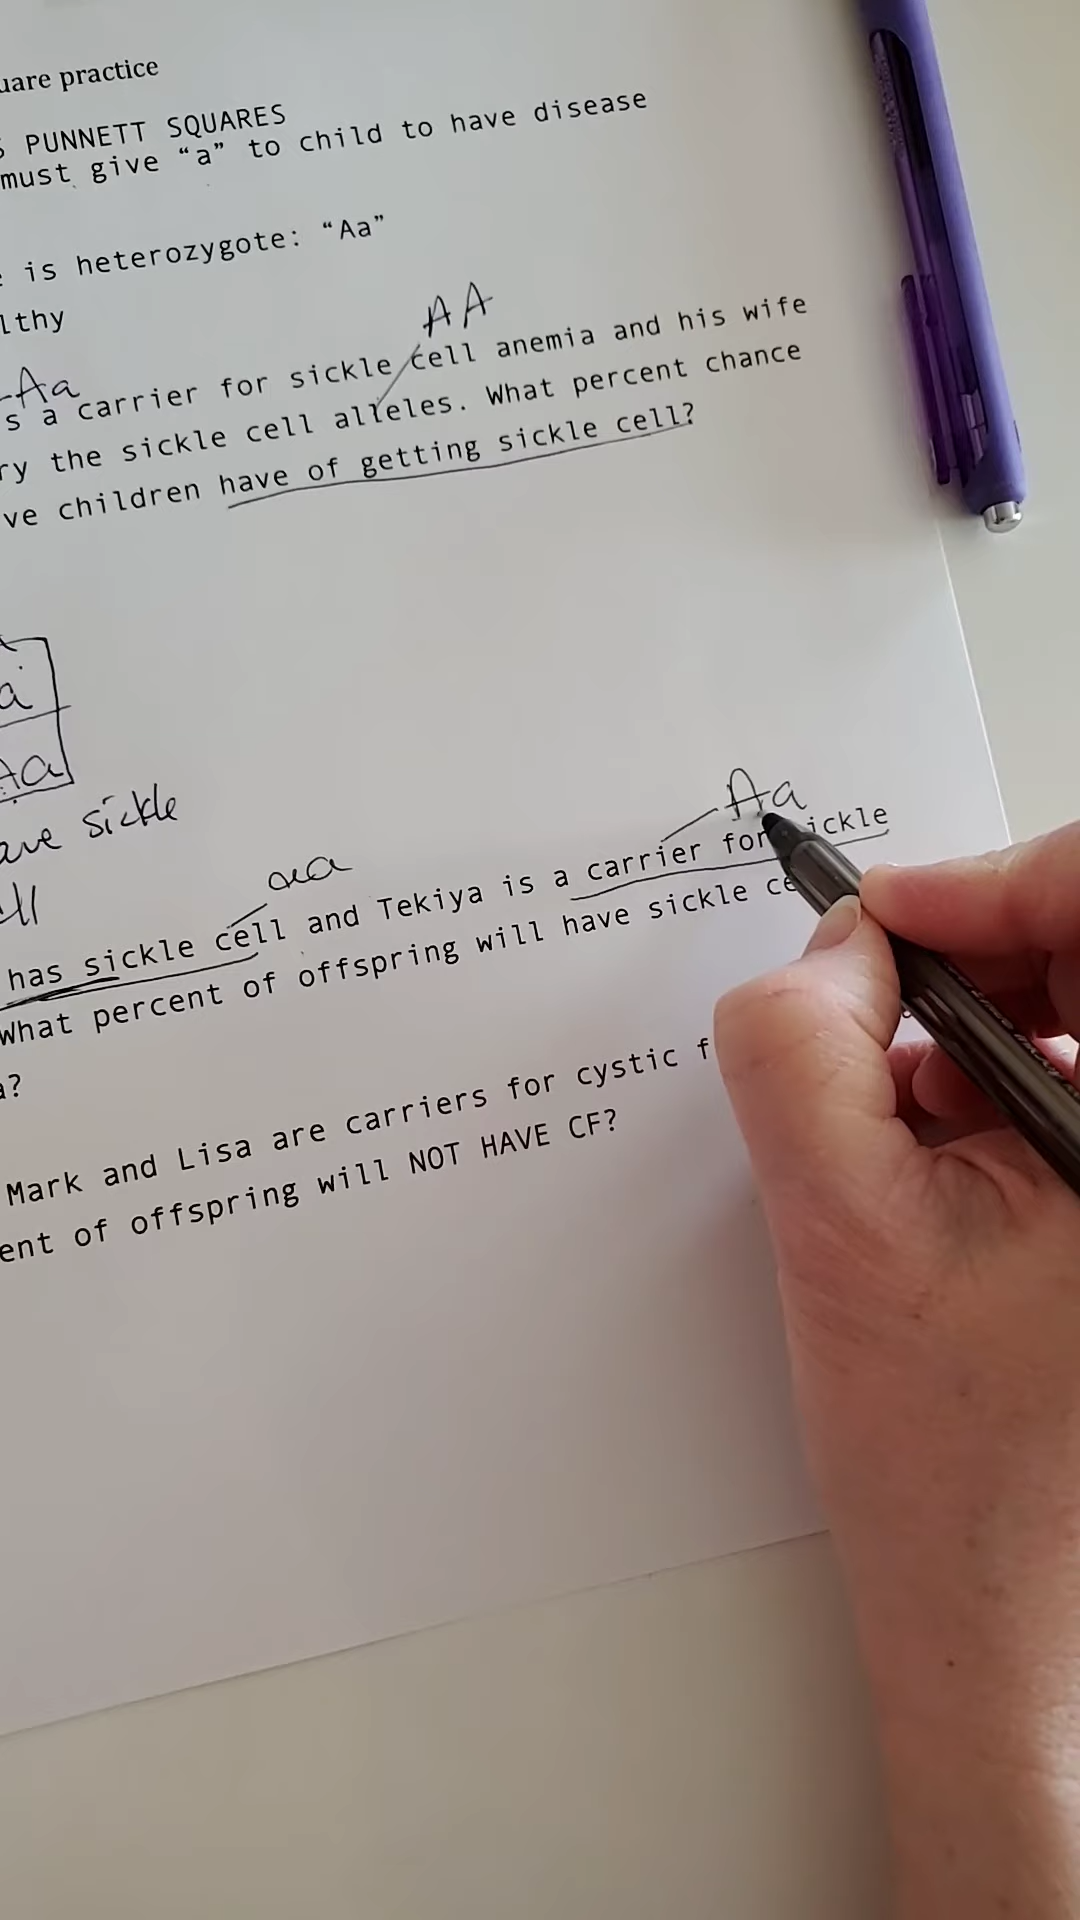 uare practice
PUNNETT SQUARES
must give “a” to child to have disease
is heterozygote: “Aa”
lthy
AA
Aa
s a carrier for sickle cell anemia and his wife
ry the sickle cell alleles. What percent chance
ve children have of getting sickle cell?
a
Aa
ave sickle
ll
Aa
aa
has sickle cell and Tekiya is a carrier for sickle
What percent of offspring will have sickle ce
a?
Mark and Lisa are carriers for cystic f
ent of offspring will NOT HAVE CF?